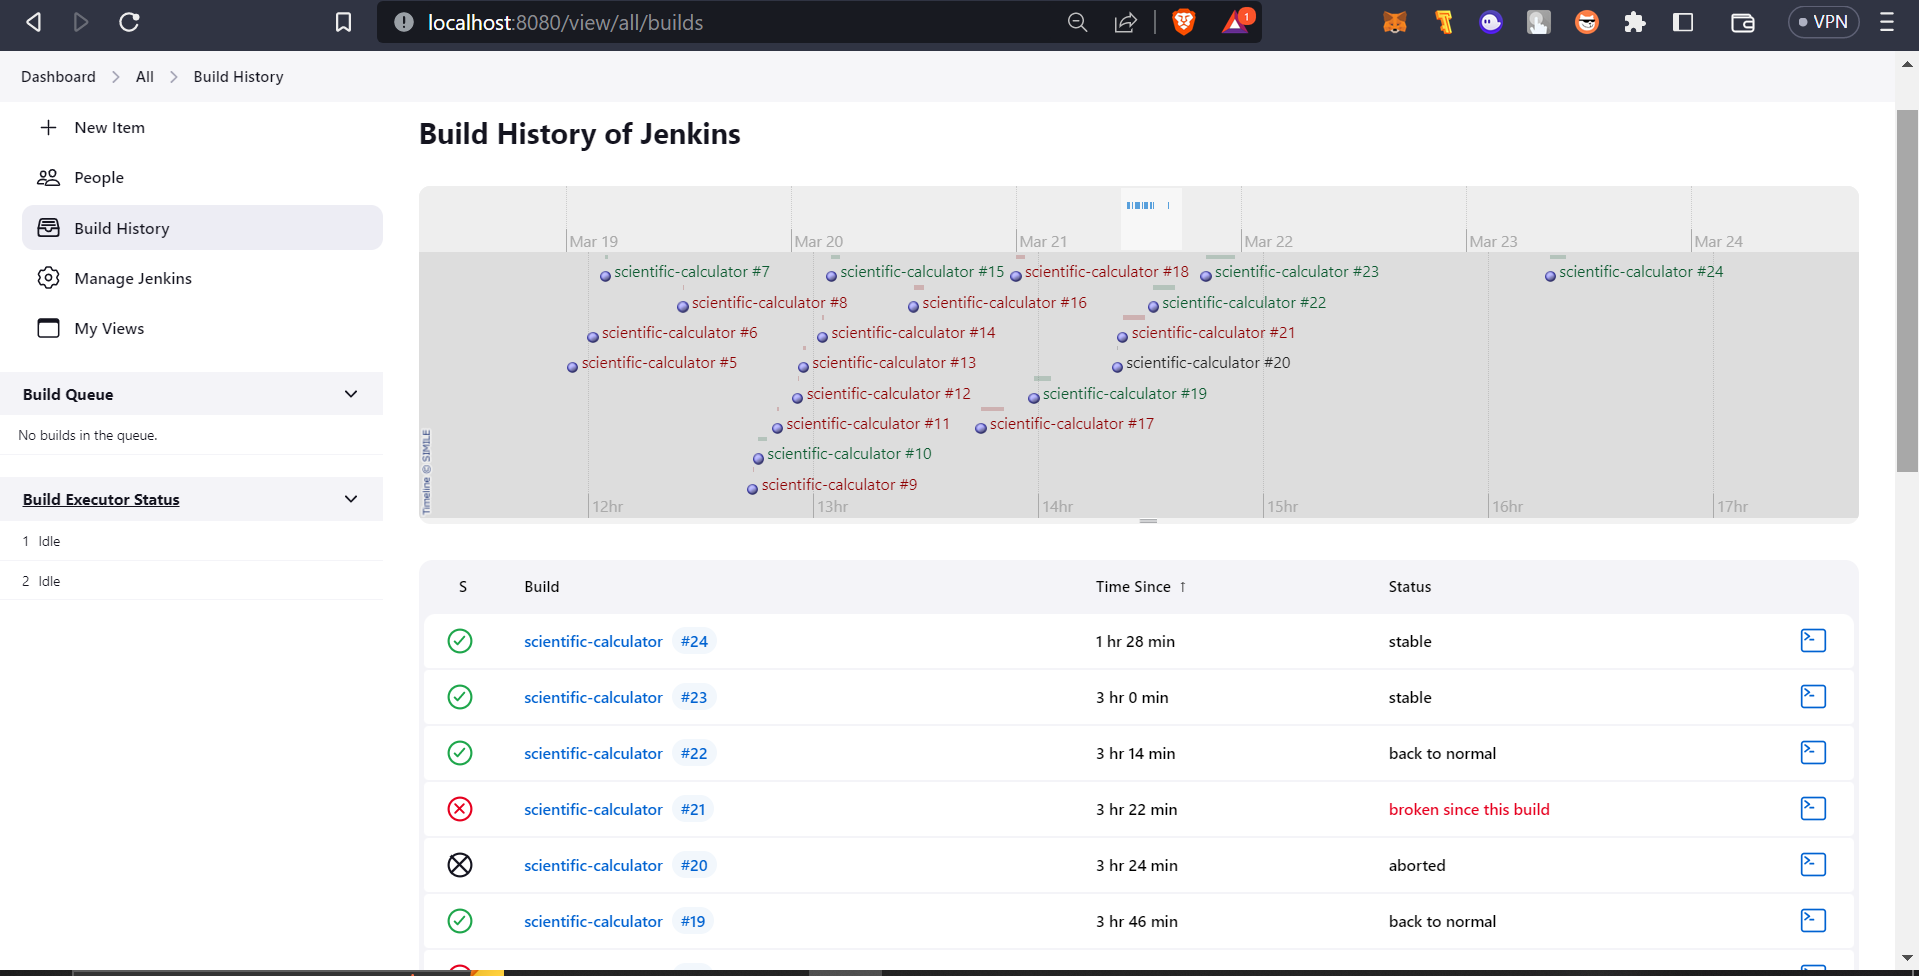 localhost:8080/view/all/builds
1
VPN
Dashboard > All > Build History
New Item
People
Build History
Manage Jenkins
My Views
Build Queue
No builds in the queue.
Build Executor Status
1 Idle
2 Idle
Build History of Jenkins
Mar 19 Mar 20 Mar 21 Mar 22 Mar 23 Mar 24
scientific-calculator #7 scientific-calculator #15 scientific-calculator #18 scientific-calculator #23 scientific-calculator #24
scientific-calculator #8 scientific-calculator #16 scientific-calculator #22
scientific-calculator #6 scientific-calculator #14 scientific-calculator #21
scientific-calculator #5 scientific-calculator #13 scientific-calculator #20
scientific-calculator #12 scientific-calculator #19
scientific-calculator #11 scientific-calculator #17
scientific-calculator #10
scientific-calculator #9
Timeline © SIMILE
12hr 13hr 14hr 15hr 16hr 17hr
S Build Time Since ↑ Status
scientific-calculator #24 1 hr 28 min stable
scientific-calculator #23 3 hr 0 min stable
scientific-calculator #22 3 hr 14 min back to normal
scientific-calculator #21 3 hr 22 min broken since this build
scientific-calculator #20 3 hr 24 min aborted
scientific-calculator #19 3 hr 46 min back to normal